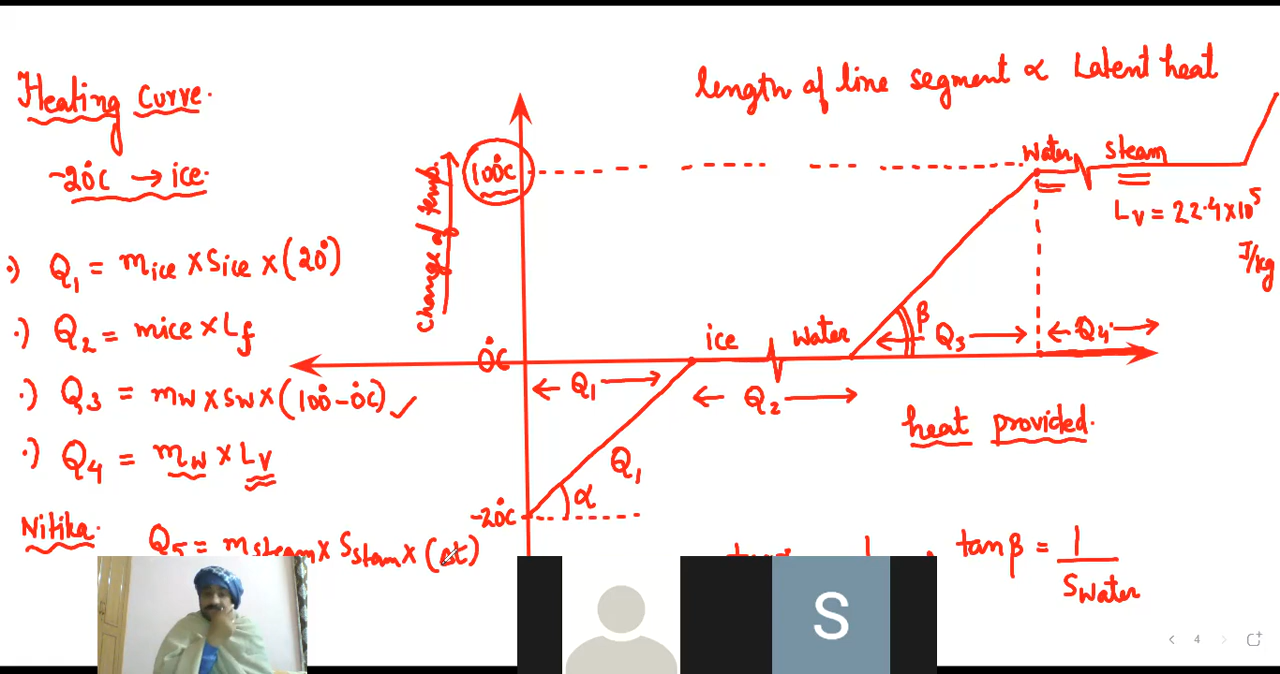 Heating Curve.
-20°C → ice.
.) Q1 = mice × Sice × (20°)
.) Q2 = mice × Lf
.) Q3 = mw × Sw × (100° - 0°C) ✓
.) Q4 = mw × Lv
Nitika.
Q5 = msteam × Sstam × (Δt)
length of line segment ∝ Latent heat
Change of temp.
100°C
Water
steam
Lv = 22.4×10^5
J/kg
0°C
ice
Water
β
Q3
Q4
Q1
Q2
heat provided.
Q1
α
-20°C
tanβ = 1
Swater
S
4